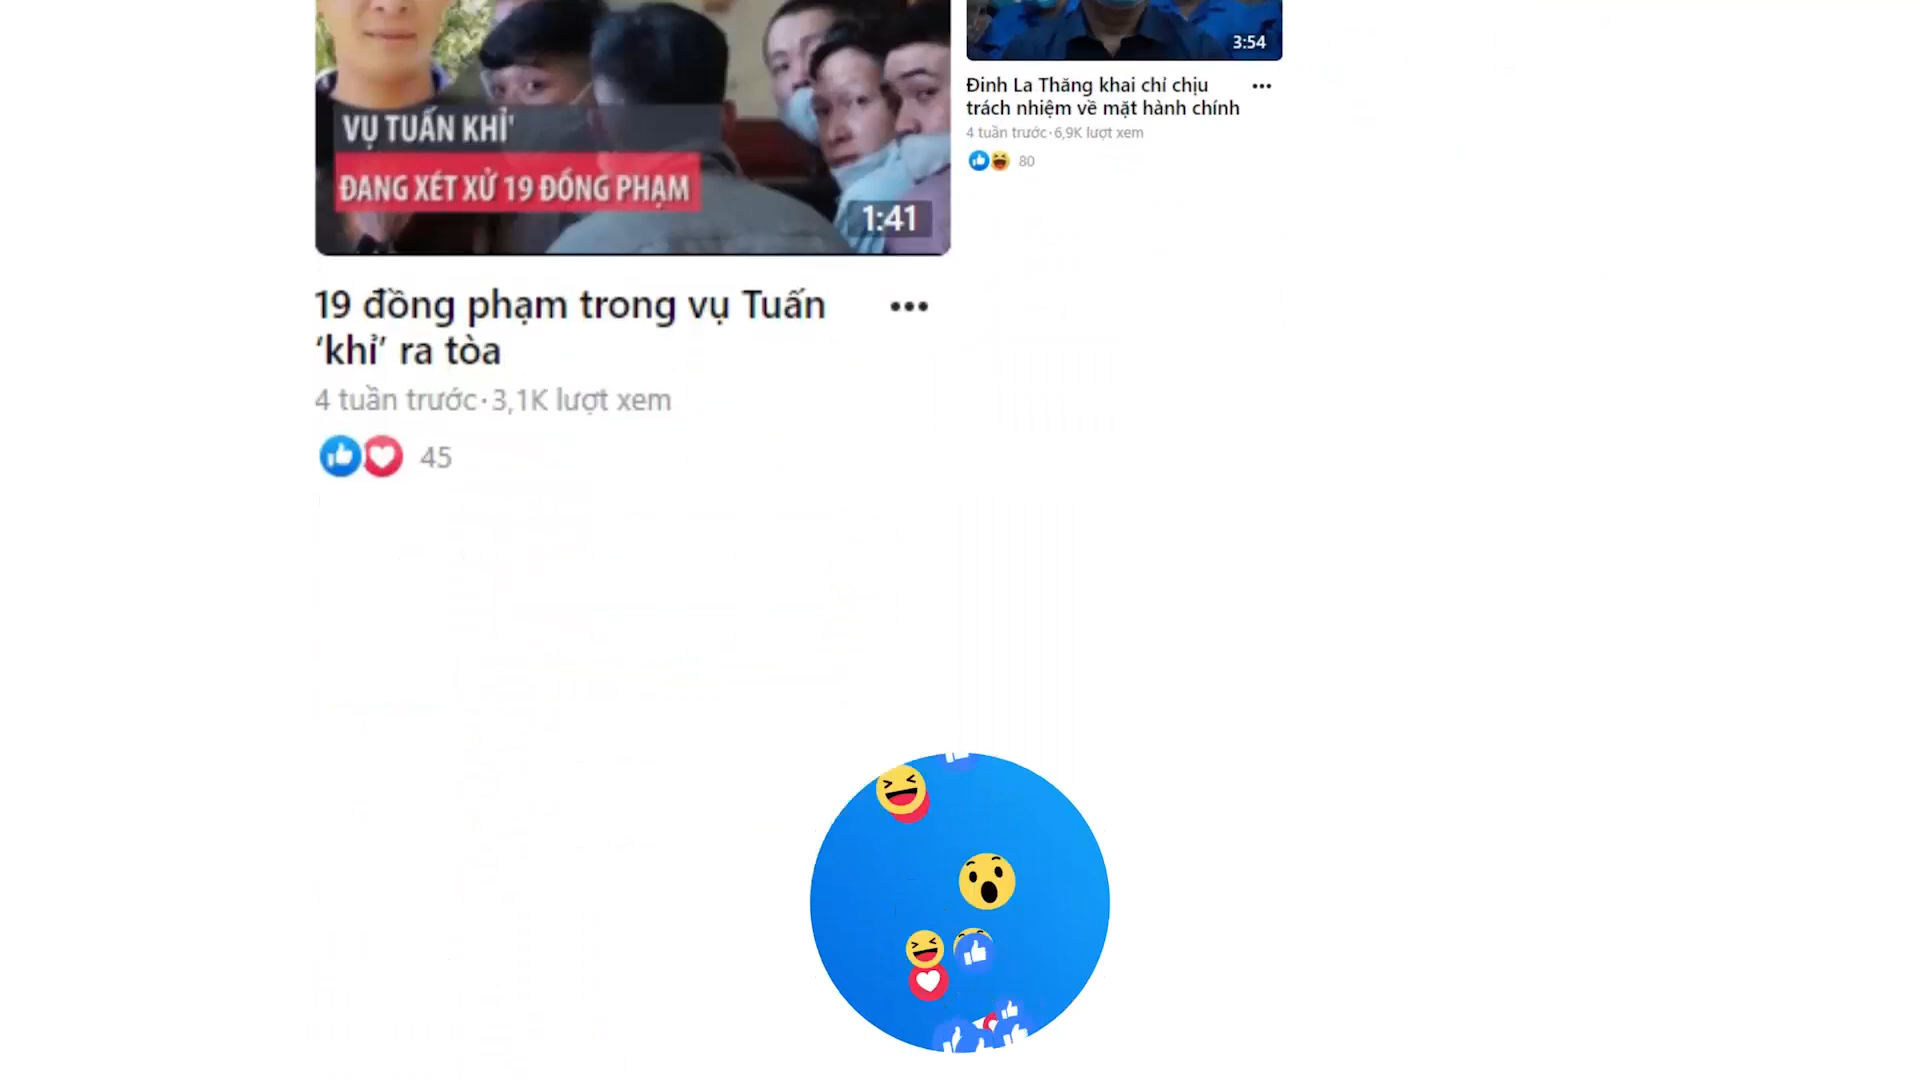 VỤ TUẤN KHỈ'
ĐANG XÉT XỬ 19 ĐỒNG PHẠM
1:41
19 đồng phạm trong vụ Tuấn
‘khỉ’ ra tòa
4 tuần trước·3,1K lượt xem
45
3:54
Đinh La Thăng khai chỉ chịu
trách nhiệm về mặt hành chính
4 tuần trước·6,9K lượt xem
80